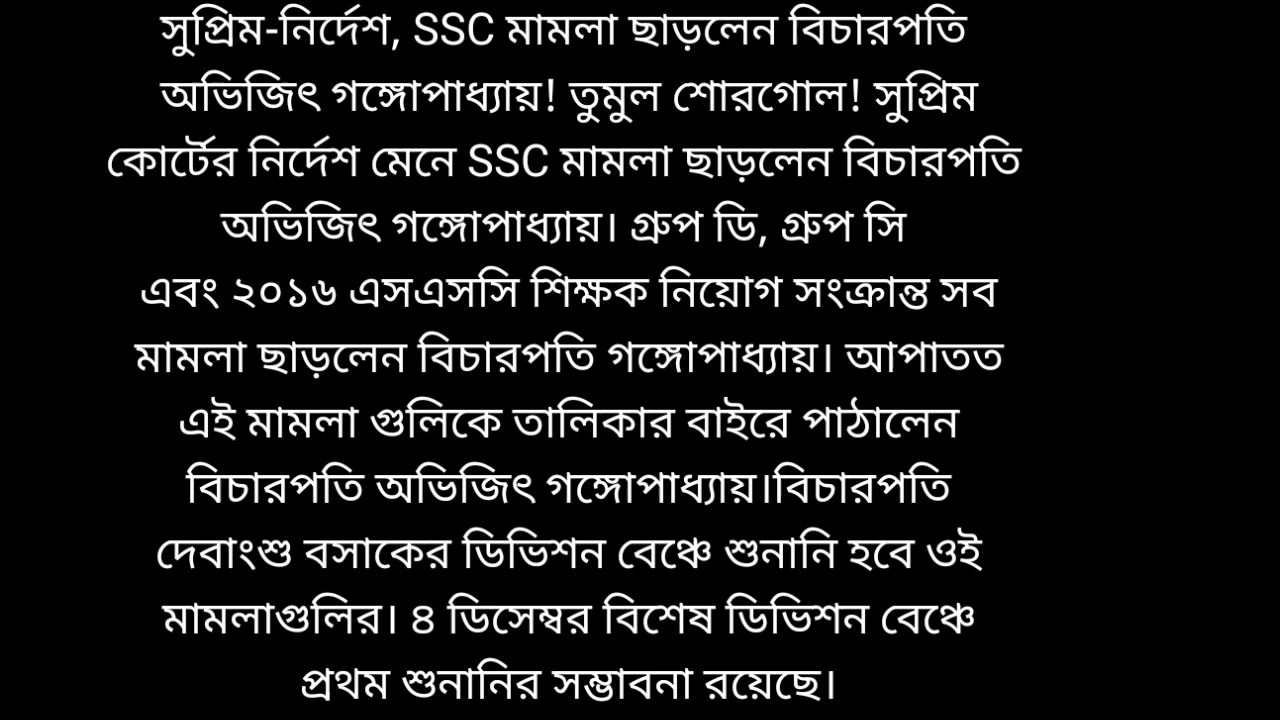 সুপ্রিম-নির্দেশ, SSC মামলা ছাড়লেন বিচারপতি
অভিজিৎ গঙ্গোপাধ্যায়! তুমুল শোরগোল! সুপ্রিম
কোর্টের নির্দেশ মেনে SSC মামলা ছাড়লেন বিচারপতি
অভিজিৎ গঙ্গোপাধ্যায়। গ্রুপ ডি, গ্রুপ সি
এবং ২০১৬ এসএসসি শিক্ষক নিয়োগ সংক্রান্ত সব
মামলা ছাড়লেন বিচারপতি গঙ্গোপাধ্যায়। আপাতত
এই মামলা গুলিকে তালিকার বাইরে পাঠালেন
বিচারপতি অভিজিৎ গঙ্গোপাধ্যায়।বিচারপতি
দেবাংশু বসাকের ডিভিশন বেঞ্চে শুনানি হবে ওই
মামলাগুলির। ৪ ডিসেম্বর বিশেষ ডিভিশন বেঞ্চে
প্রথম শুনানির সম্ভাবনা রয়েছে।